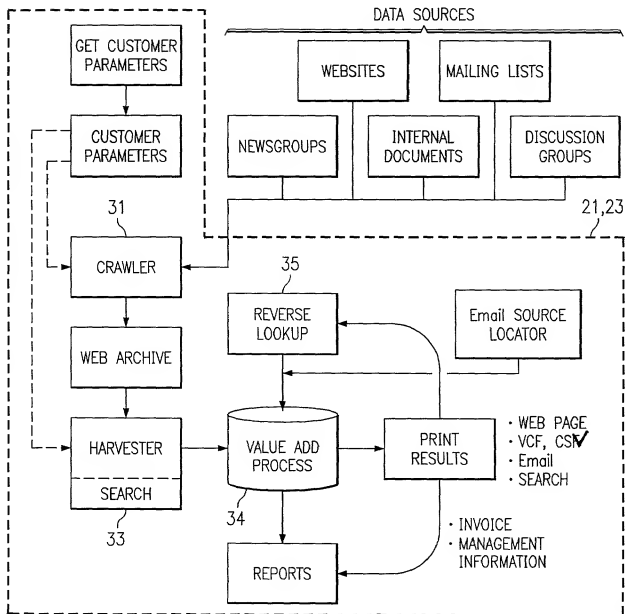 DATA SOURCES
GET CUSTOMER
PARAMETERS
WEBSITES
MAILING LISTS
CUSTOMER
PARAMETERS
NEWSGROUPS
INTERNAL
DOCUMENTS
DISCUSSION
GROUPS
21,23
31
CRAWLER
35
REVERSE
LOOKUP
Email SOURCE
LOCATOR
WEB ARCHIVE
HARVESTER
SEARCH
33
VALUE ADD
PROCESS
34
PRINT
RESULTS
• WEB PAGE
• VCF, CSV
• Email
• SEARCH
• INVOICE
• MANAGEMENT
INFORMATION
REPORTS